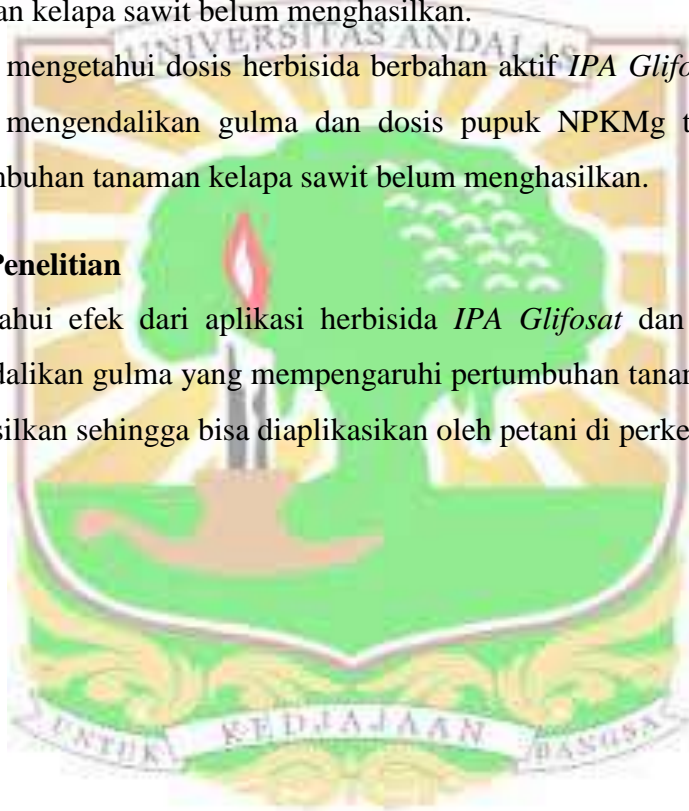 an kelapa sawit belum menghasilkan.
UNIVERSITAS ANDALAS
mengetahui dosis herbisida berbahan aktif IPA Glifo
mengendalikan gulma dan dosis pupuk NPKMg t
nbuhan tanaman kelapa sawit belum menghasilkan.
Penelitian
ahui efek dari aplikasi herbisida IPA Glifosat dan
dalikan gulma yang mempengaruhi pertumbuhan tanar
silkan sehingga bisa diaplikasikan oleh petani di perke
UNTUK KEDJAJAAN BANGSA